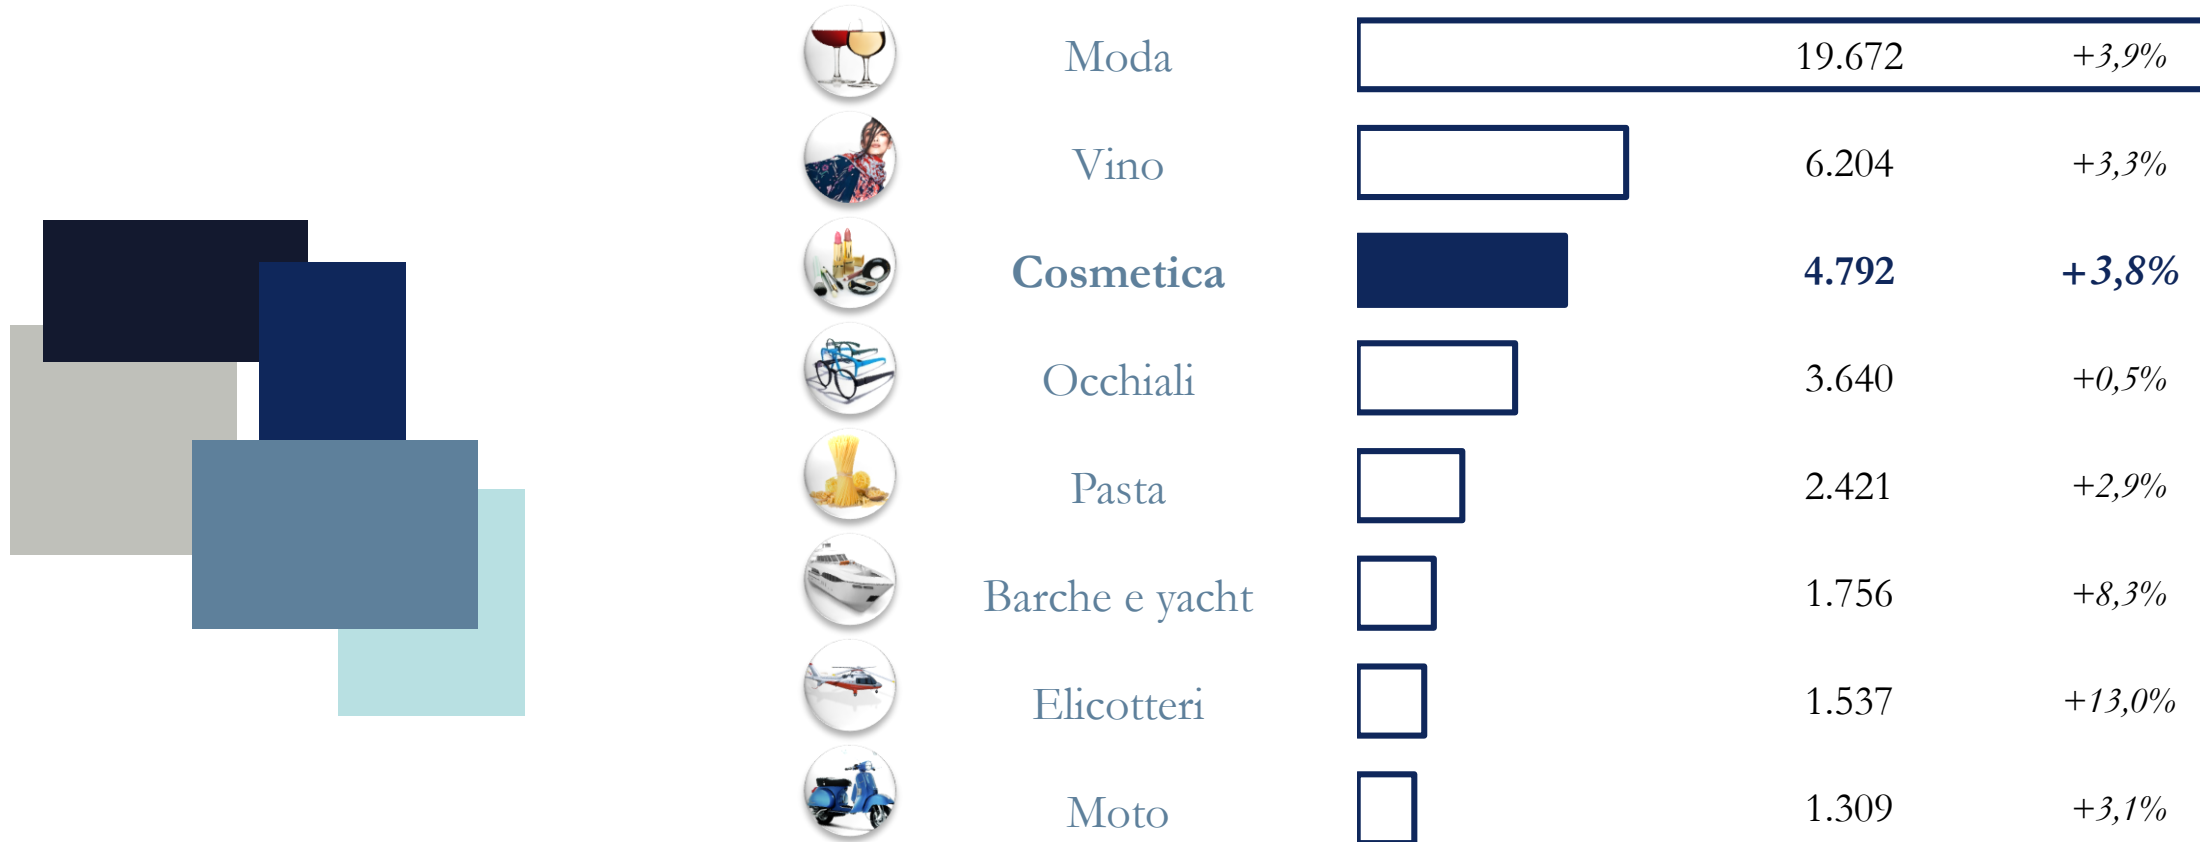 Moda 19.672 +3,9%
Vino 6.204 +3,3%
Cosmetica 4.792 +3,8%
Occhiali 3.640 +0,5%
Pasta 2.421 +2,9%
Barche e yacht 1.756 +8,3%
Elicotteri 1.537 +13,0%
Moto 1.309 +3,1%